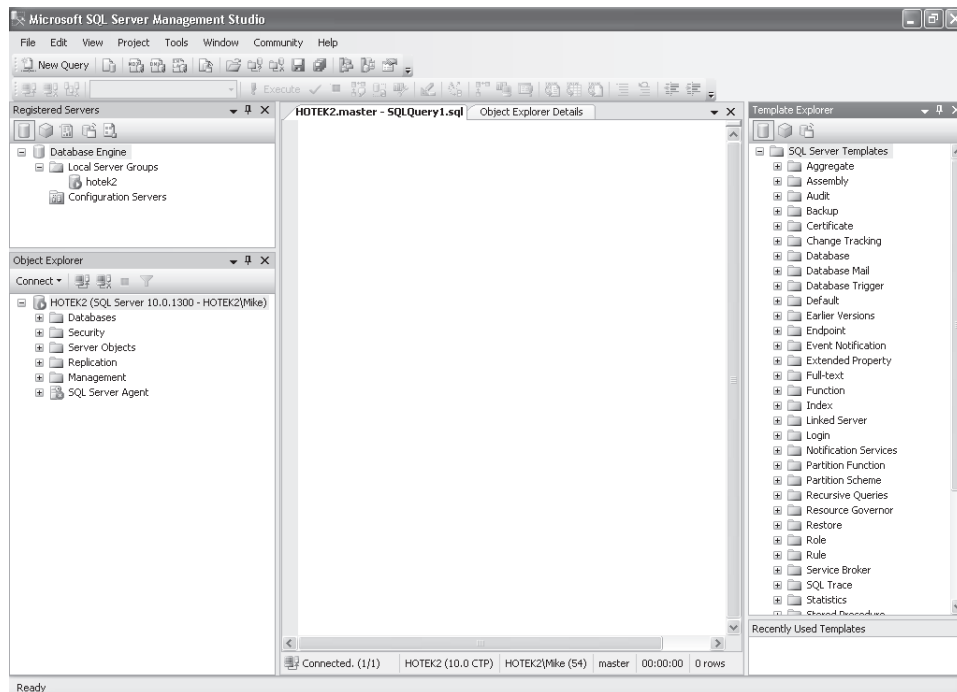 Microsoft SQL Server Management Studio
File Edit View Project Tools Window Community Help
New Query
Execute
Registered Servers
Database Engine
Local Server Groups
hotek2
Configuration Servers
Object Explorer
Connect
HOTEK2 (SQL Server 10.0.1300 - HOTEK2\Mike)
Databases
Security
Server Objects
Replication
Management
SQL Server Agent
HOTEK2.master - SQLQuery1.sql Object Explorer Details
Connected. (1/1) HOTEK2 (10.0 CTP) HOTEK2\Mike (54) master 00:00:00 0 rows
Template Explorer
SQL Server Templates
Aggregate
Assembly
Audit
Backup
Certificate
Change Tracking
Database
Database Mail
Database Trigger
Default
Earlier Versions
Endpoint
Event Notification
Extended Property
Full-text
Function
Index
Linked Server
Login
Notification Services
Partition Function
Partition Scheme
Recursive Queries
Resource Governor
Restore
Role
Rule
Service Broker
SQL Trace
Statistics
Stored Procedure
Recently Used Templates
Ready